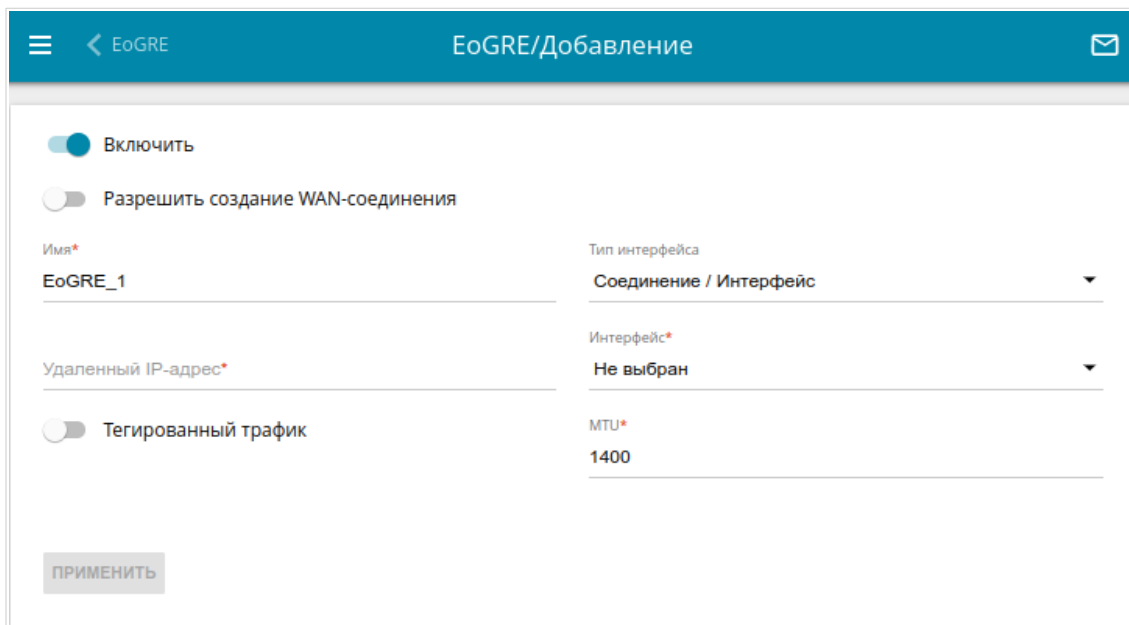 EoGRE
EoGRE/Добавление
Включить
Разрешить создание WAN-соединения
Имя*
EoGRE_1
Тип интерфейса
Соединение / Интерфейс
Удаленный IP-адрес*
Интерфейс*
Не выбран
Тегированный трафик
MTU*
1400
ПРИМЕНИТЬ